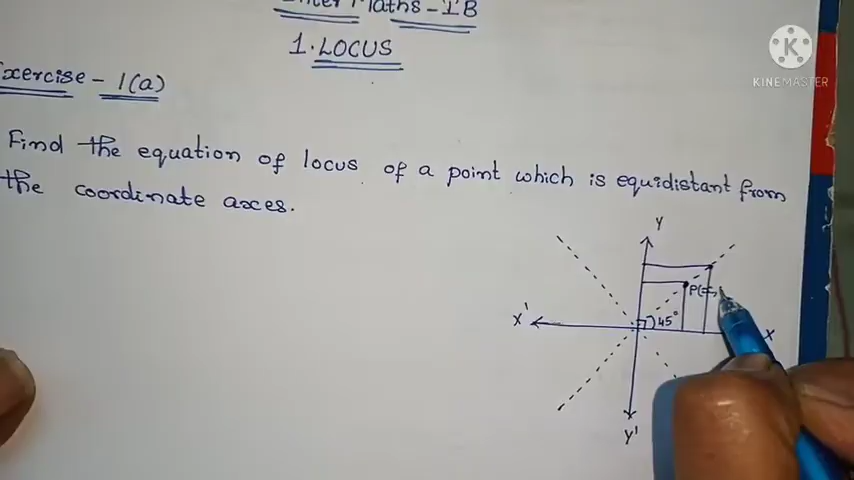 Maths - IB
1. LOCUS
Exercise - 1(a)
Find the equation of locus of a point which is equidistant from
the coordinate axes.
Y
P(x,
X' 45° X
Y'
KINEMASTER